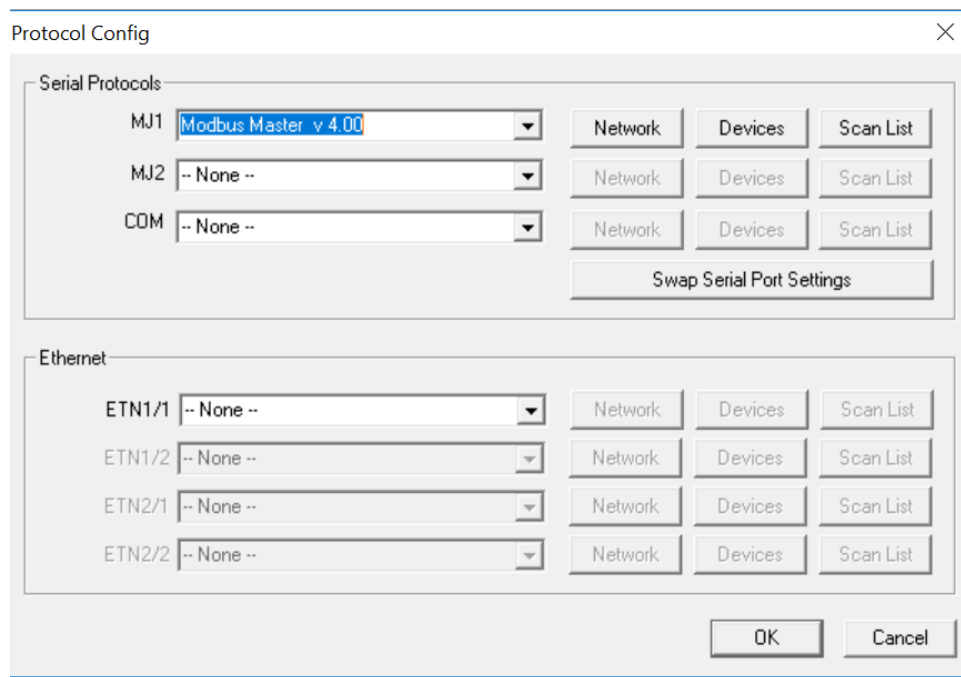 Protocol Config
Serial Protocols
MJ1 Modbus Master v 4.00 Network Devices Scan List
MJ2 -- None -- Network Devices Scan List
COM -- None -- Network Devices Scan List
Swap Serial Port Settings
Ethernet
ETN1/1 -- None -- Network Devices Scan List
ETN1/2 -- None -- Network Devices Scan List
ETN2/1 -- None -- Network Devices Scan List
ETN2/2 -- None -- Network Devices Scan List
OK Cancel